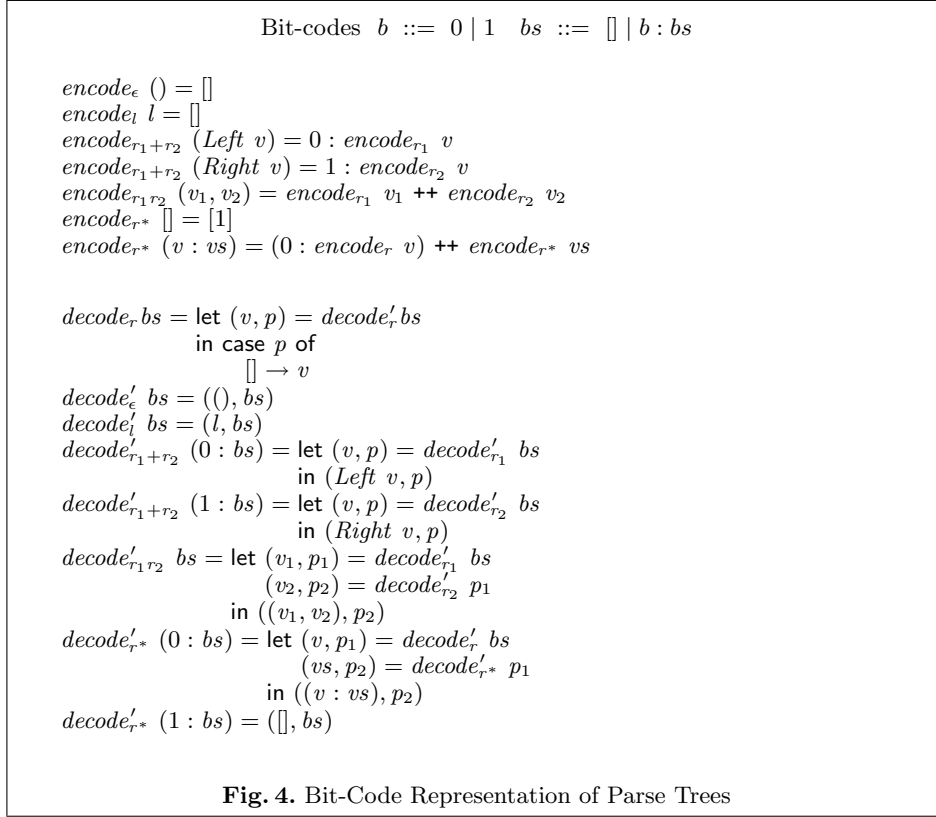 Bit-codes b ::= 0 | 1 bs ::= [] | b : bs
encode_ϵ () = []
encode_l l = []
encode_{r₁+r₂} (Left v) = 0 : encode_{r₁} v
encode_{r₁+r₂} (Right v) = 1 : encode_{r₂} v
encode_{r₁r₂} (v₁, v₂) = encode_{r₁} v₁ ++ encode_{r₂} v₂
encode_{r*} [] = [1]
encode_{r*} (v : vs) = (0 : encode_r v) ++ encode_{r*} vs
decode_r bs = let (v, p) = decode′_r bs
in case p of
[] → v
decode′_ϵ bs = ((), bs)
decode′_l bs = (l, bs)
decode′_{r₁+r₂} (0 : bs) = let (v, p) = decode′_{r₁} bs
in (Left v, p)
decode′_{r₁+r₂} (1 : bs) = let (v, p) = decode′_{r₂} bs
in (Right v, p)
decode′_{r₁r₂} bs = let (v₁, p₁) = decode′_{r₁} bs
(v₂, p₂) = decode′_{r₂} p₁
in ((v₁, v₂), p₂)
decode′_{r*} (0 : bs) = let (v, p₁) = decode′_r bs
(vs, p₂) = decode′_{r*} p₁
in ((v : vs), p₂)
decode′_{r*} (1 : bs) = ([], bs)
Fig. 4. Bit-Code Representation of Parse Trees